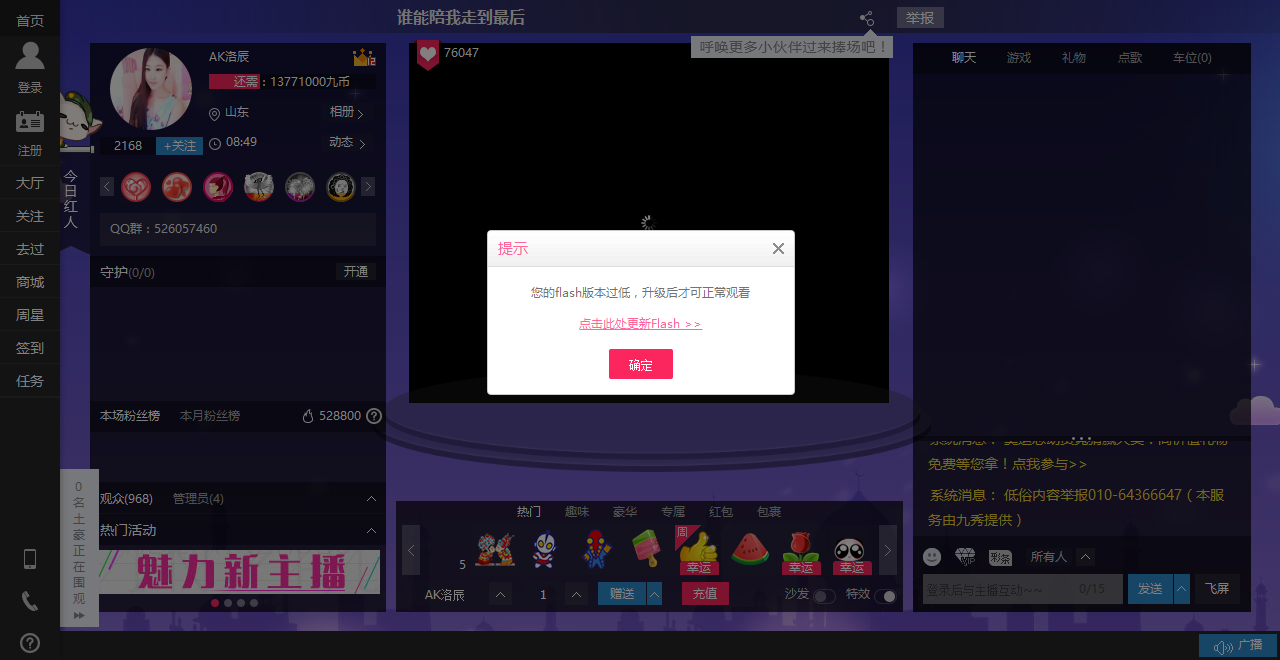 首页
登录
注册
大厅
关注
去过
商城
周星
签到
任务
谁能陪我走到最后
举报
呼唤更多小伙伴过来捧场吧！
今日红人
AK洛辰
还需：13771000九币
山东
相册
2168
+关注
08:49
动态
QQ群：526057460
守护(0/0)
开通
本场粉丝榜
本月粉丝榜
528800
观众(968)
管理员(4)
热门活动
魅力新主播
0名土豪正在围观
76047
提示
您的flash版本过低，升级后才可正常观看
点击此处更新Flash >>
确定
热门
趣味
豪华
专属
红包
包裹
5
周
幸运
幸运
幸运
AK洛辰
1
赠送
充值
沙发
特效
聊天
游戏
礼物
点歌
车位(0)
免费等您拿！点我参与>>
系统消息： 低俗内容举报010-64366647（本服
务由九秀提供）
VIP
彩条
所有人
登录后与主播互动~~
0/15
发送
飞屏
广播